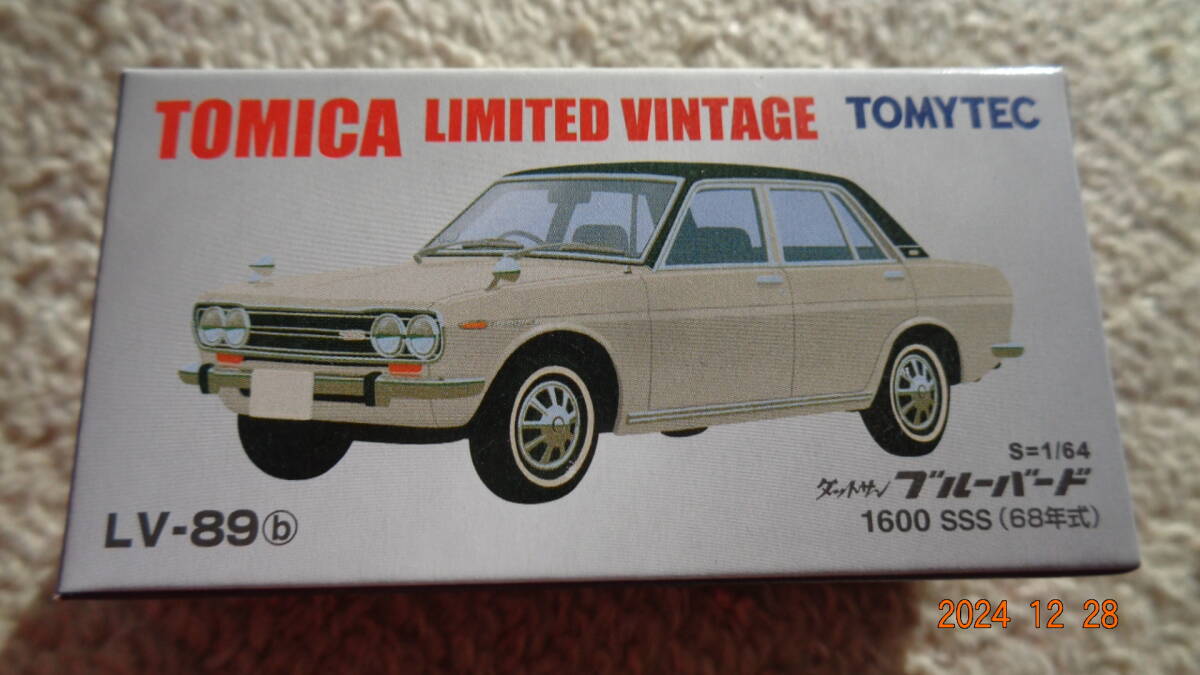 TOMICA LIMITED VINTAGE TOMYTEC
S=1/64
ダットサン ブルーバード
LV-89ⓑ 1600 SSS (68年式)
2024 12 28